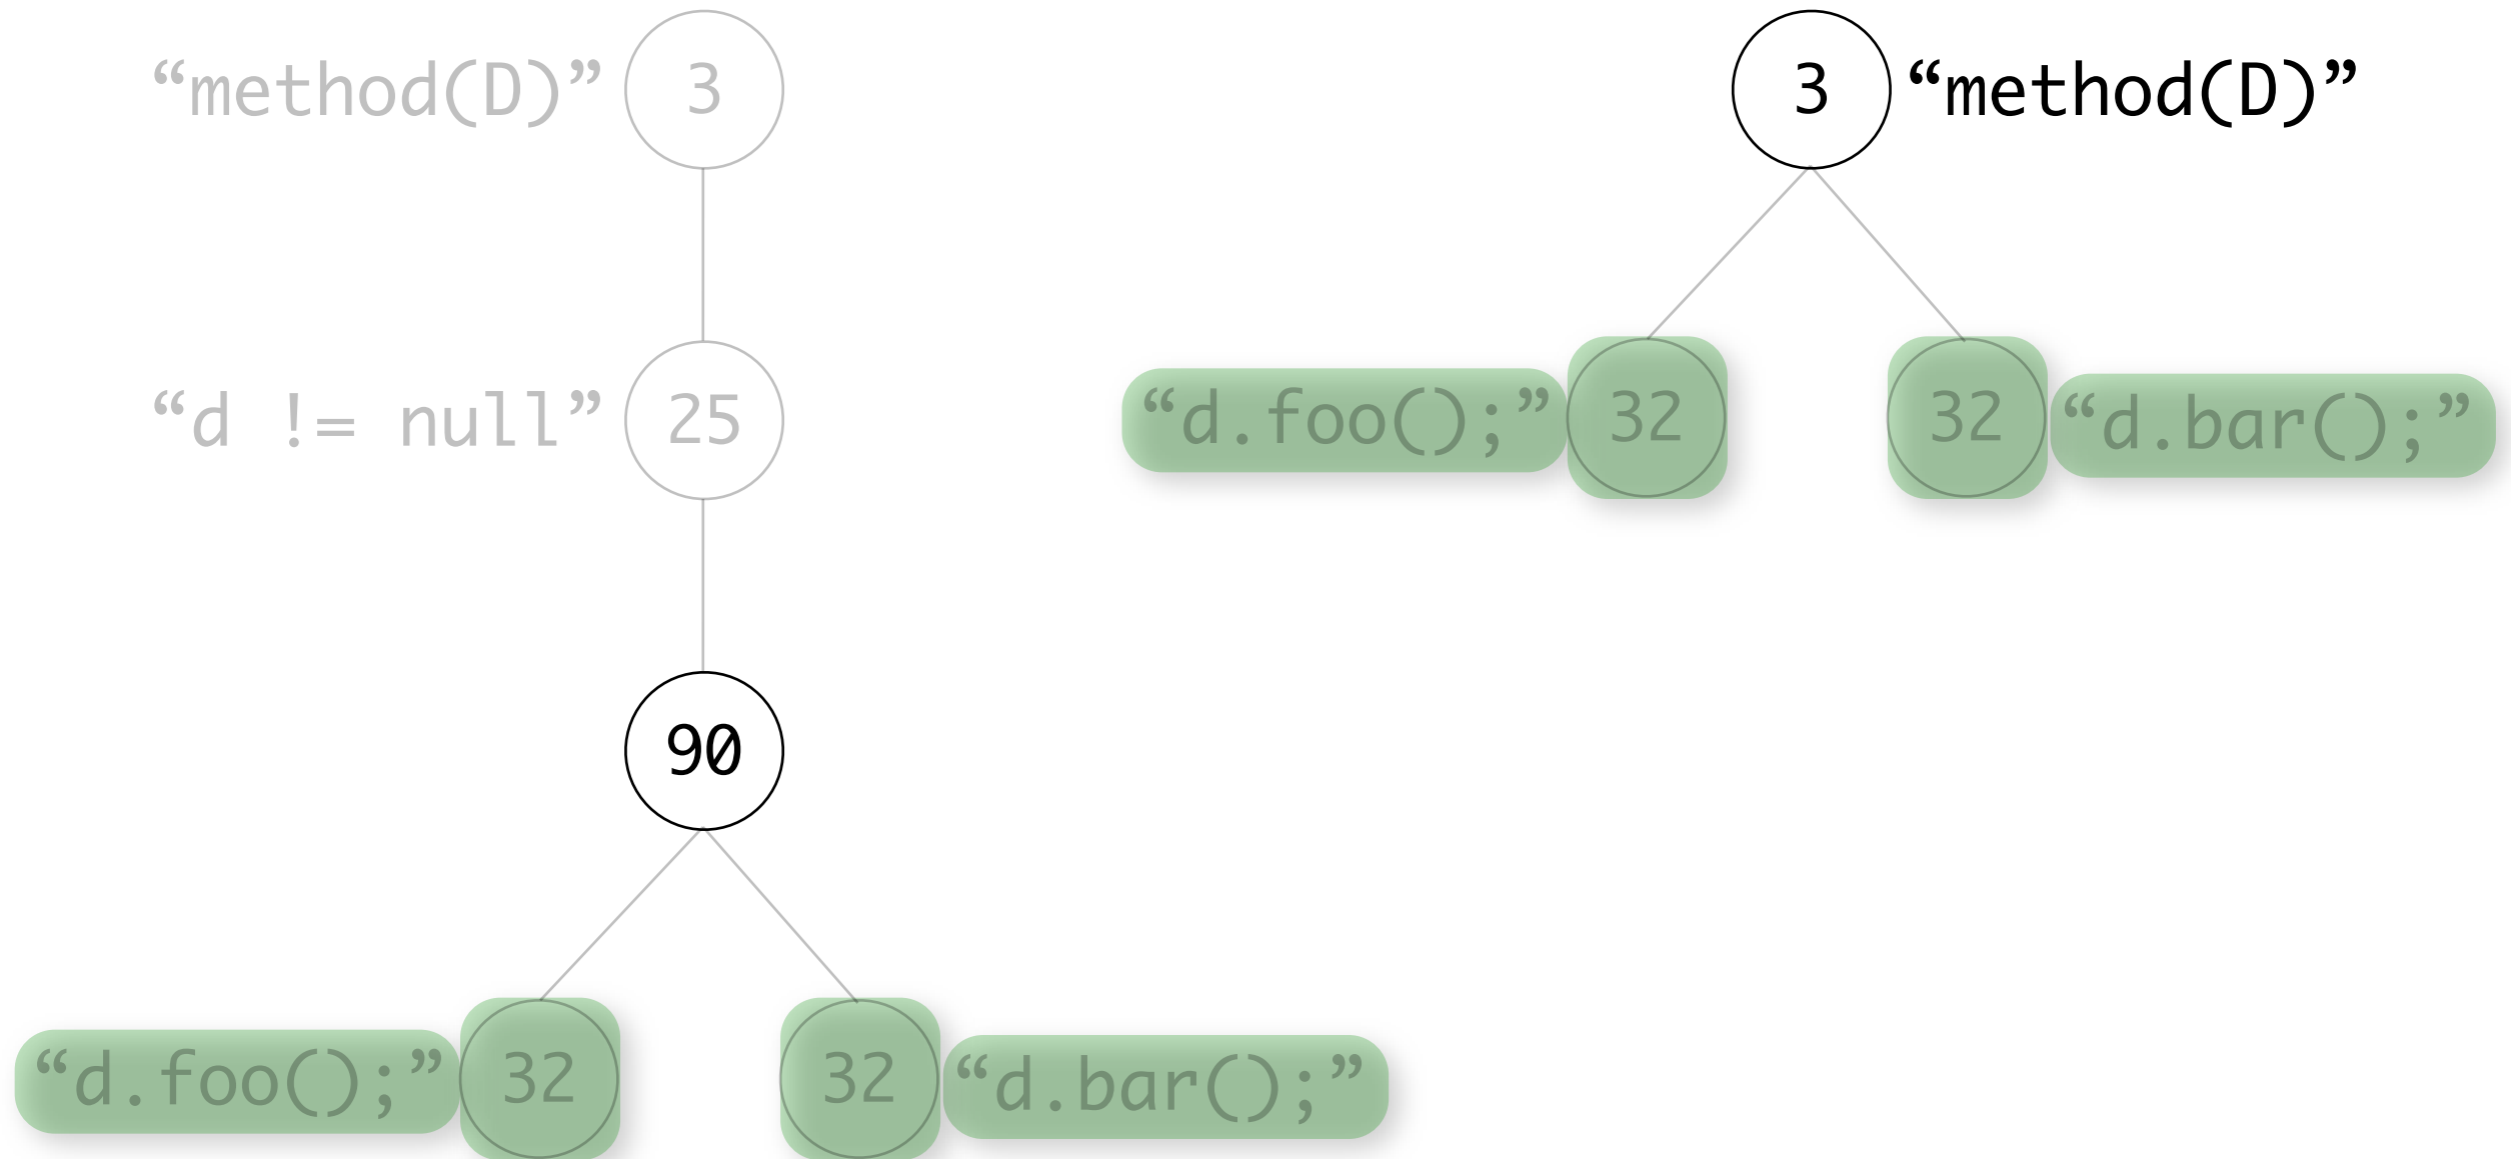 “method(D)” 3
3 “method(D)”
“d != null” 25
“d.foo();” 32
32 “d.bar();”
90
“d.foo();” 32
32 “d.bar();”